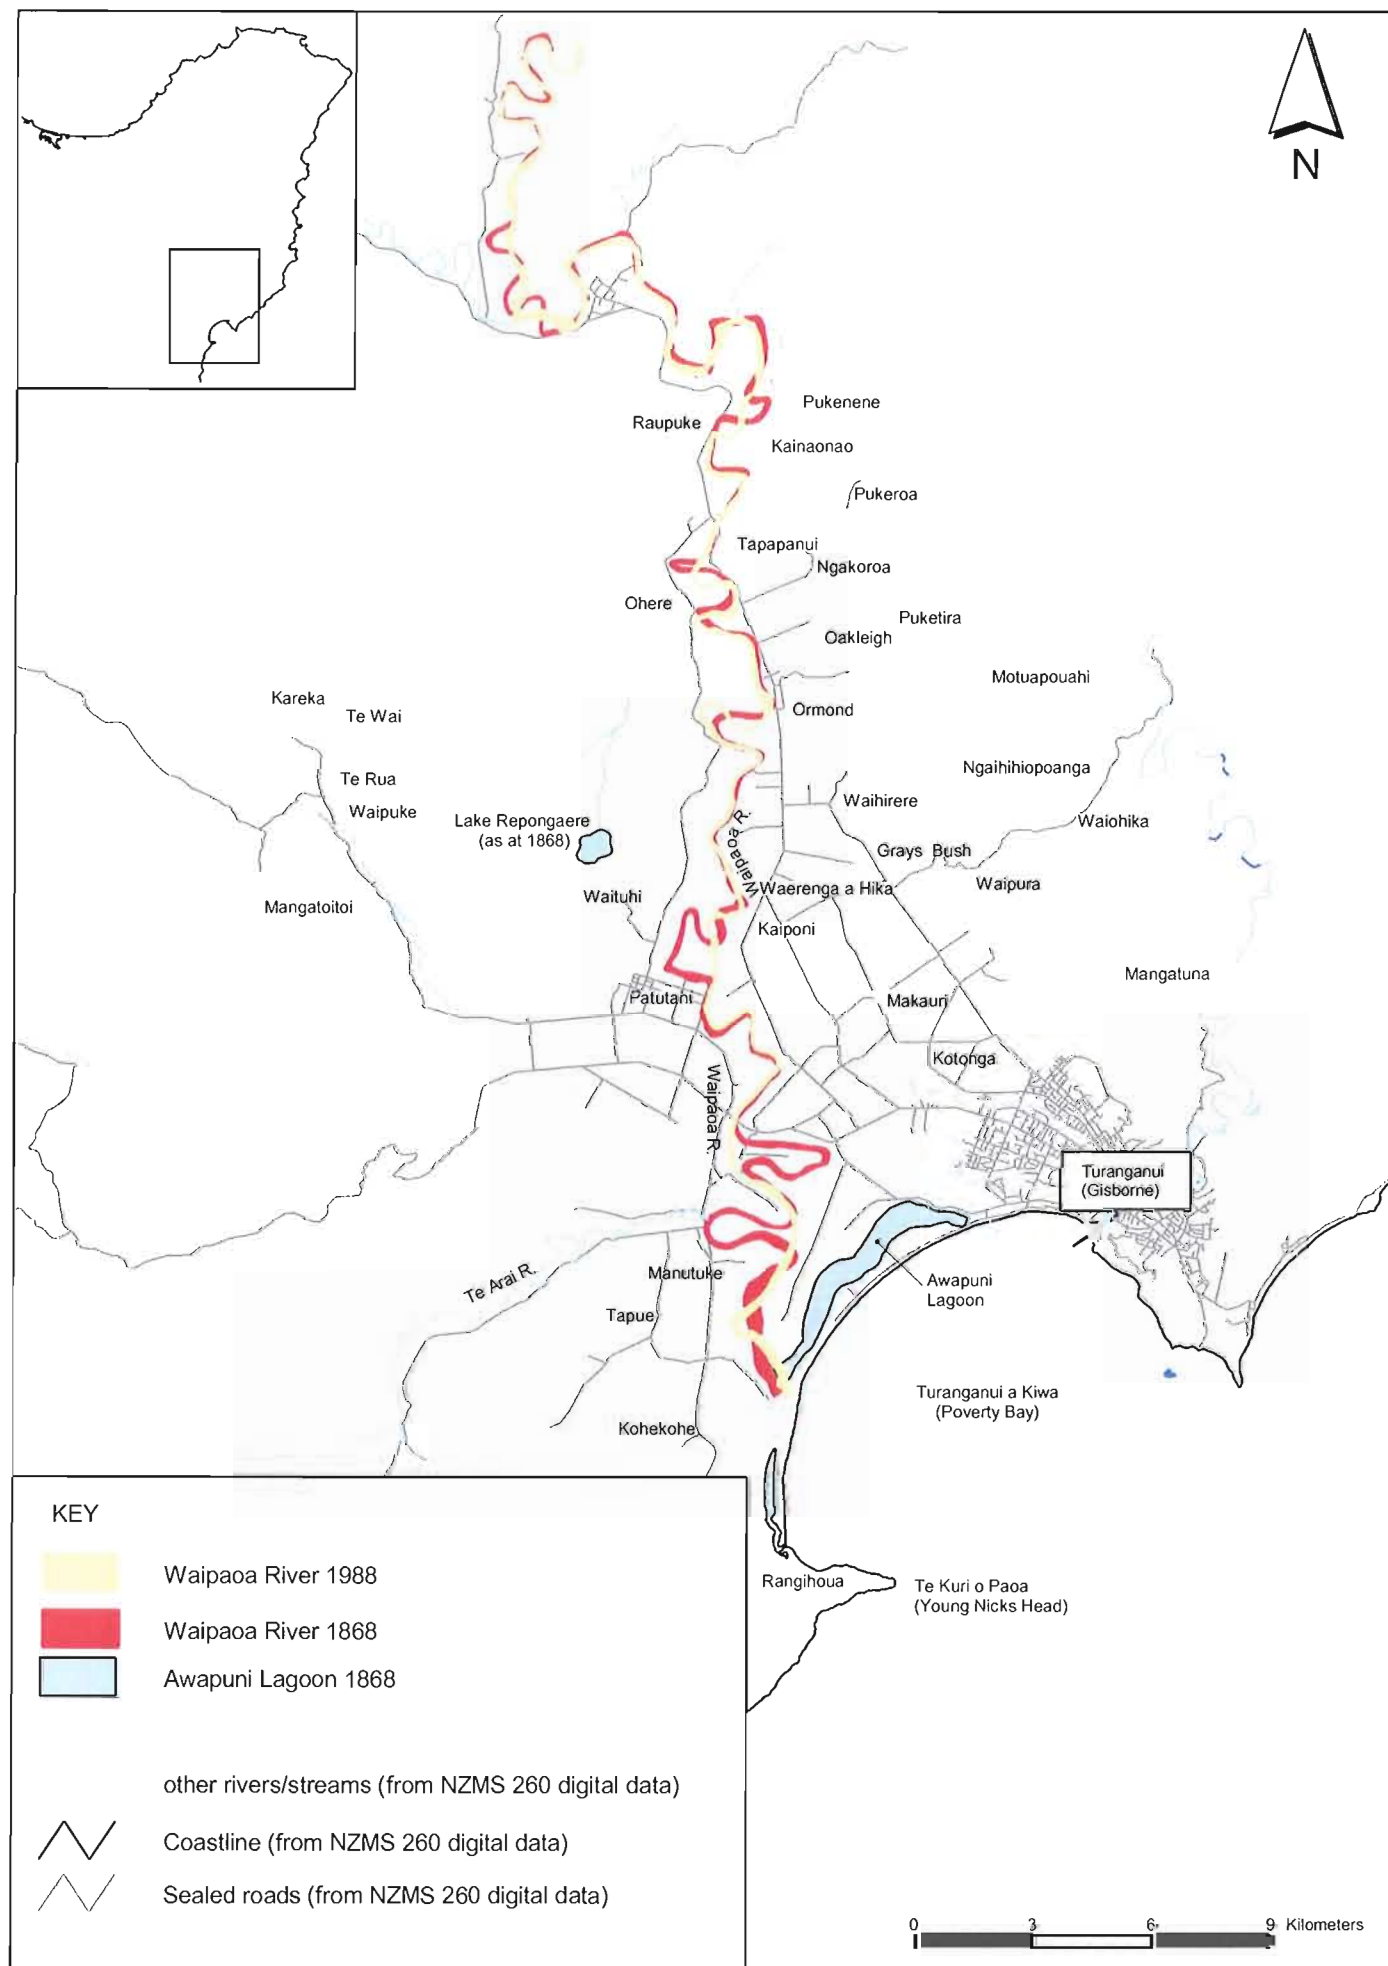 N
Pukenene
Raupuke
Kainaonao
Pukeroa
Tapapanui
Ngakoroa
Ohere
Puketira
Oakleigh
Motuapouahi
Kareka
Te Wai
Ormond
Te Rua
Ngaihihiopoanga
Waipuke
Waihirere
Lake Repongaere
(as at 1868)
Waiohika
Waipaoa R.
Grays Bush
Waituhi
Waerenga a Hika
Waipura
Mangatoitoi
Kaiponi
Mangatuna
Patutahi
Makauri
Kotonga
Waipaoa R.
Turanganui
(Gisborne)
Te Arai R.
Manutuke
Awapuni
Lagoon
Tapue
Turanganui a Kiwa
(Poverty Bay)
Kohekohe
Rangihoua
Te Kuri o Paoa
(Young Nicks Head)
KEY
Waipaoa River 1988
Waipaoa River 1868
Awapuni Lagoon 1868
other rivers/streams (from NZMS 260 digital data)
Coastline (from NZMS 260 digital data)
Sealed roads (from NZMS 260 digital data)
0 3 6 9 Kilometers